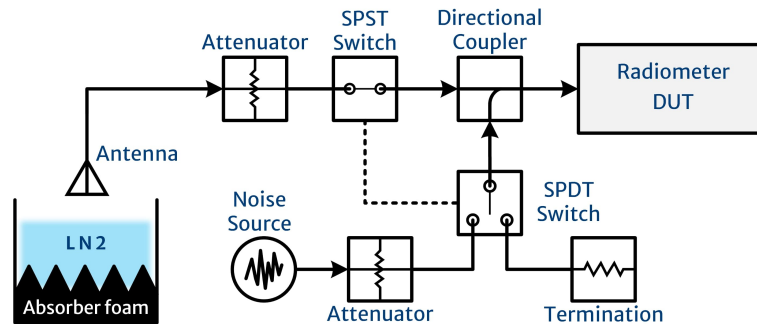 SPST
Switch
Directional
Coupler
Attenuator
Radiometer
DUT
Antenna
LN2
Absorber foam
Noise
Source
SPDT
Switch
Attenuator
Termination